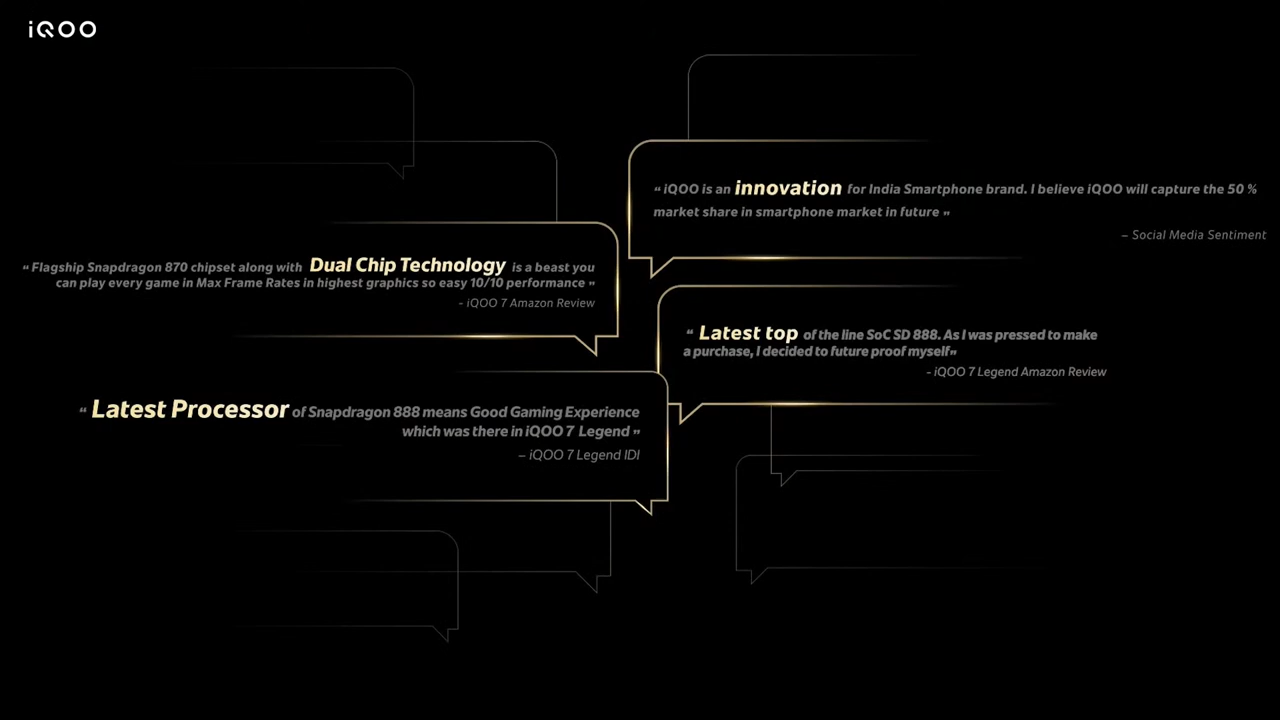 iQOO
“ iQOO is an innovation for India Smartphone brand. I believe iQOO will capture the 50 %
market share in smartphone market in future ”
– Social Media Sentiment
“ Flagship Snapdragon 870 chipset along with Dual Chip Technology is a beast you
can play every game in Max Frame Rates in highest graphics so easy 10/10 performance ”
- iQOO 7 Amazon Review
“ Latest top of the line SoC SD 888. As I was pressed to make
a purchase, I decided to future proof myself”
- iQOO 7 Legend Amazon Review
“ Latest Processor of Snapdragon 888 means Good Gaming Experience
which was there in iQOO 7 Legend ”
– iQOO 7 Legend IDI